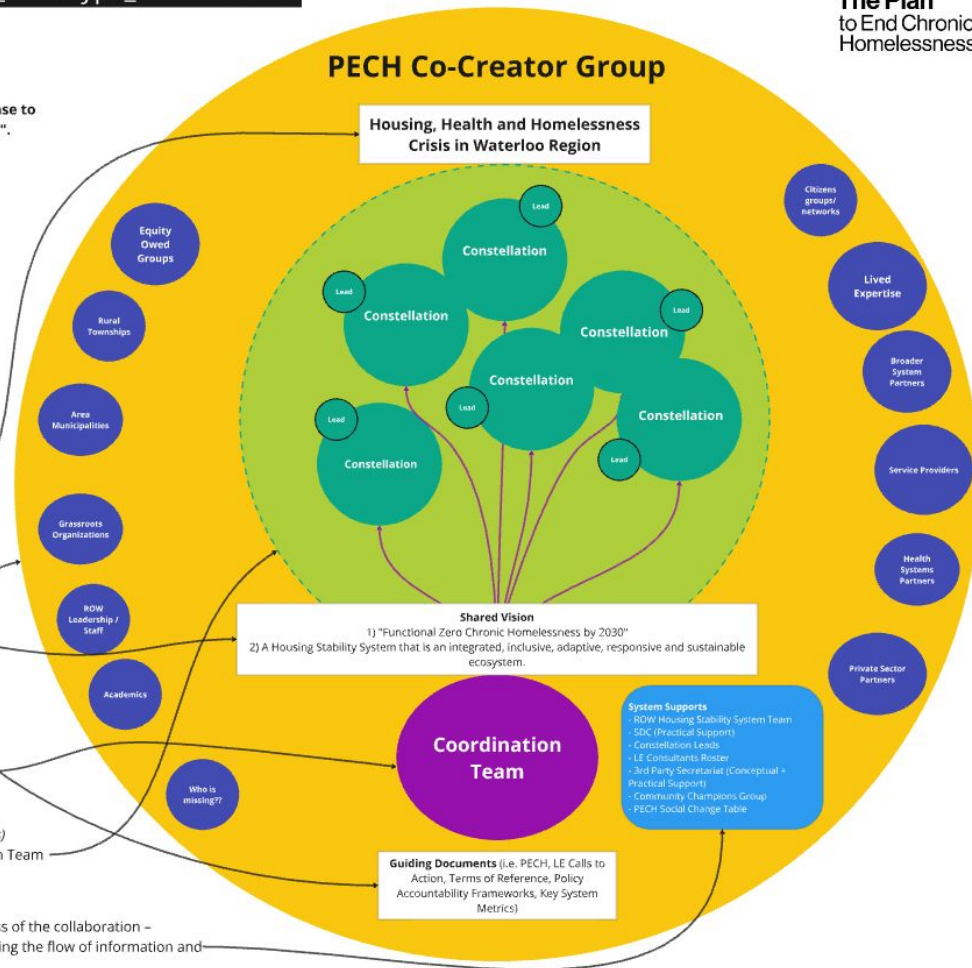 The Plan
to End Chronic
Homelessness
PECH Co-Creator Group
se to
".
Housing, Health and Homelessness
Crisis in Waterloo Region
Citizens
groups/
networks
Lead
Equity
Owed
Groups
Constellation
Lived
Expertise
Lead
Lead
Rural
Townships
Constellation
Constellation
Broader
System
Partners
Constellation
Lead
Area
Municipalities
Lead
Constellation
Lead
Constellation
Service Providers
Grassroots
Organizations
Health
Systems
Partners
ROW
Leadership /
Staff
Shared Vision
1) "Functional Zero Chronic Homelessness by 2030"
2) A Housing Stability System that is an integrated, inclusive, adaptive, responsive and sustainable
ecosystem.
Academics
Private Sector
Partners
Coordination
Team
System Supports
- ROW Housing Stability System Team
- SDC (Practical Support)
- Constellation Leads
- LE Consultants Roster
- 3rd Party Secretariat (Conceptual +
Practical Support)
- Community Champions Group
- PECH Social Change Table
Who is
missing??
)
n Team
Guiding Documents (i.e. PECH, LE Calls to
Action, Terms of Reference, Policy
Accountability Frameworks, Key System
Metrics)
ss of the collaboration –
ing the flow of information and